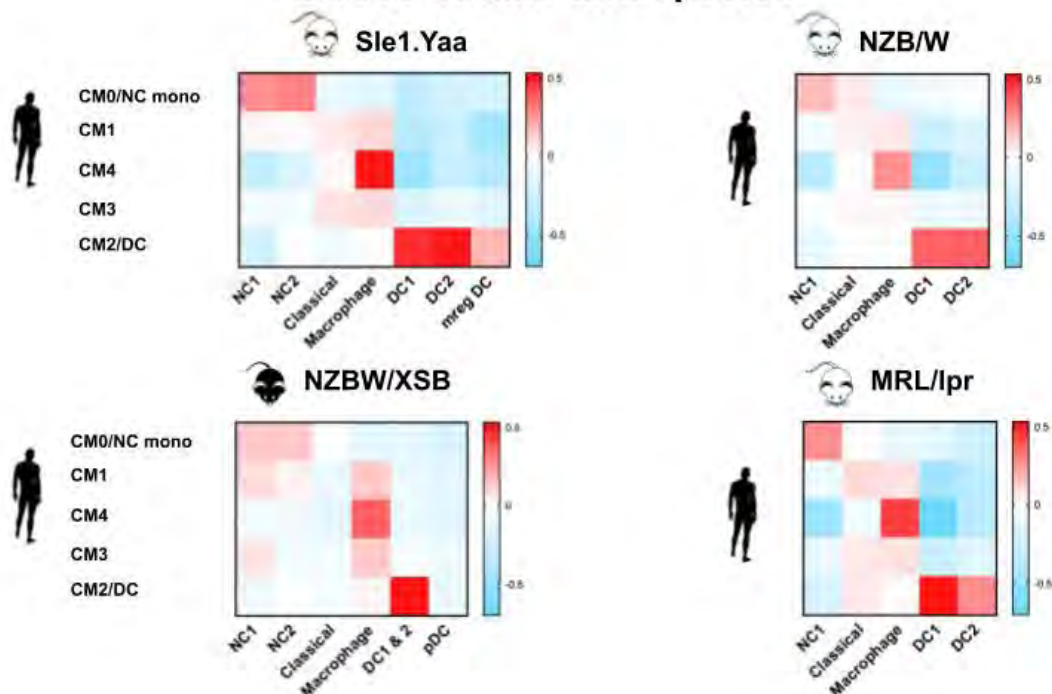 Sle1.Yaa
NZB/W
CM0/NC mono
CM1
CM4
CM3
CM2/DC
0.5
0
-0.5
NC1
NC2
Classical
Macrophage
DC1
DC2
mreg DC
0.5
0
-0.5
NC1
Classical
Macrophage
DC1
DC2
NZBW/XSB
MRL/lpr
CM0/NC mono
CM1
CM4
CM3
CM2/DC
0.5
0
-0.5
NC1
NC2
Classical
Macrophage
DC1 & 2
pDC
0.5
0
-0.5
NC1
Classical
Macrophage
DC1
DC2